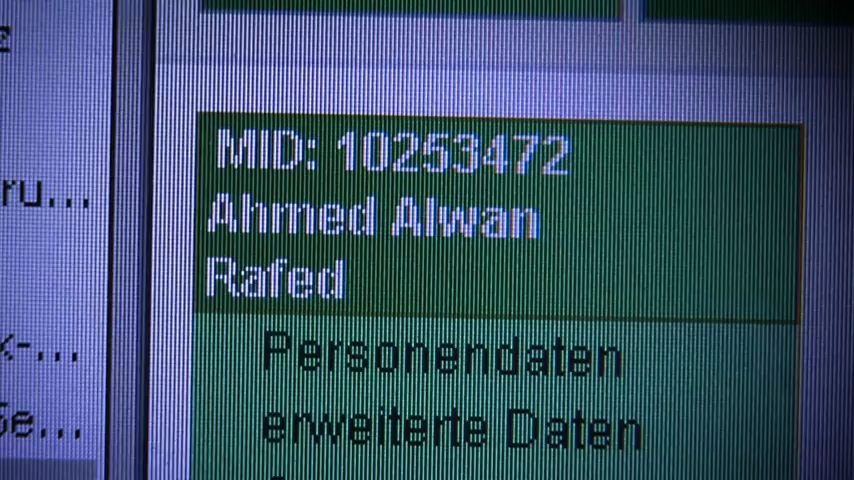 MID: 10253472
Ahmed Alwan
Rafed
Personendaten
erweiterte Daten